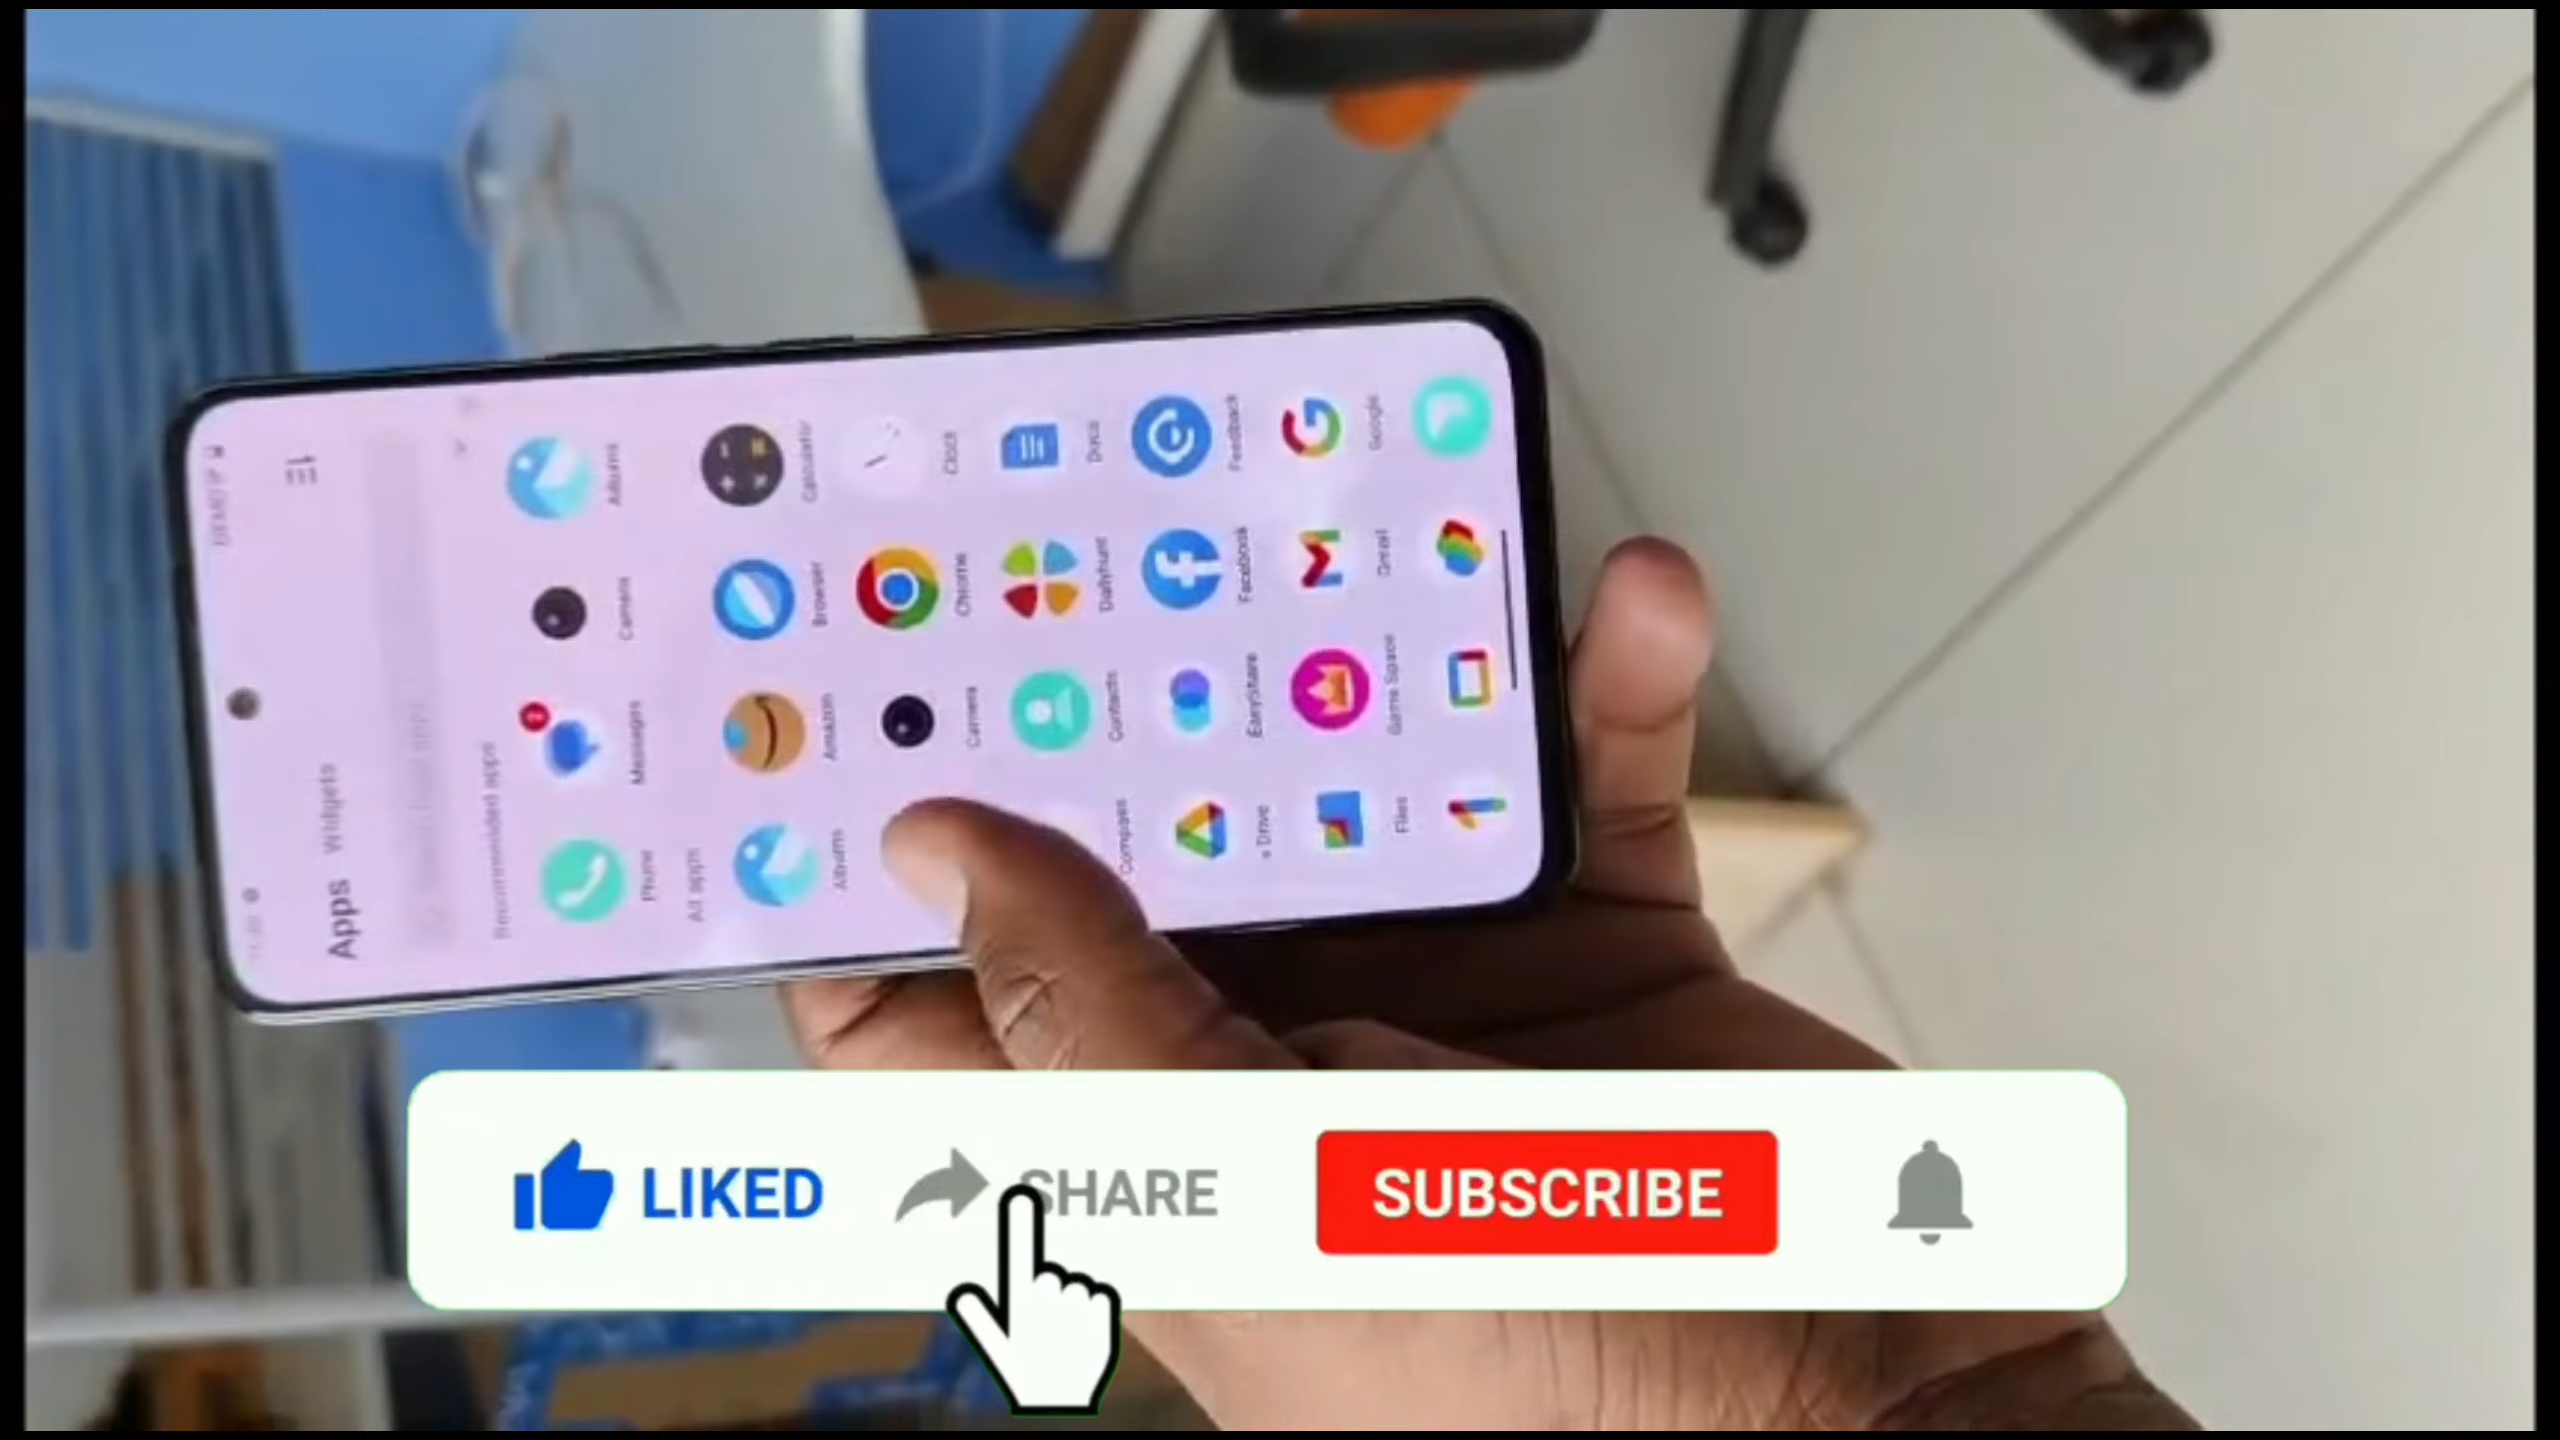 Apps Widgets
Recommended apps
Phone Messages Camera Albums
All apps
Albums Amazon Browser Calculator
Camera Chrome Clock
Compass Contacts Dailyhunt Docs
Drive EasyShare Facebook Feedback
Files Game Space Gmail Google
LIKED SHARE SUBSCRIBE